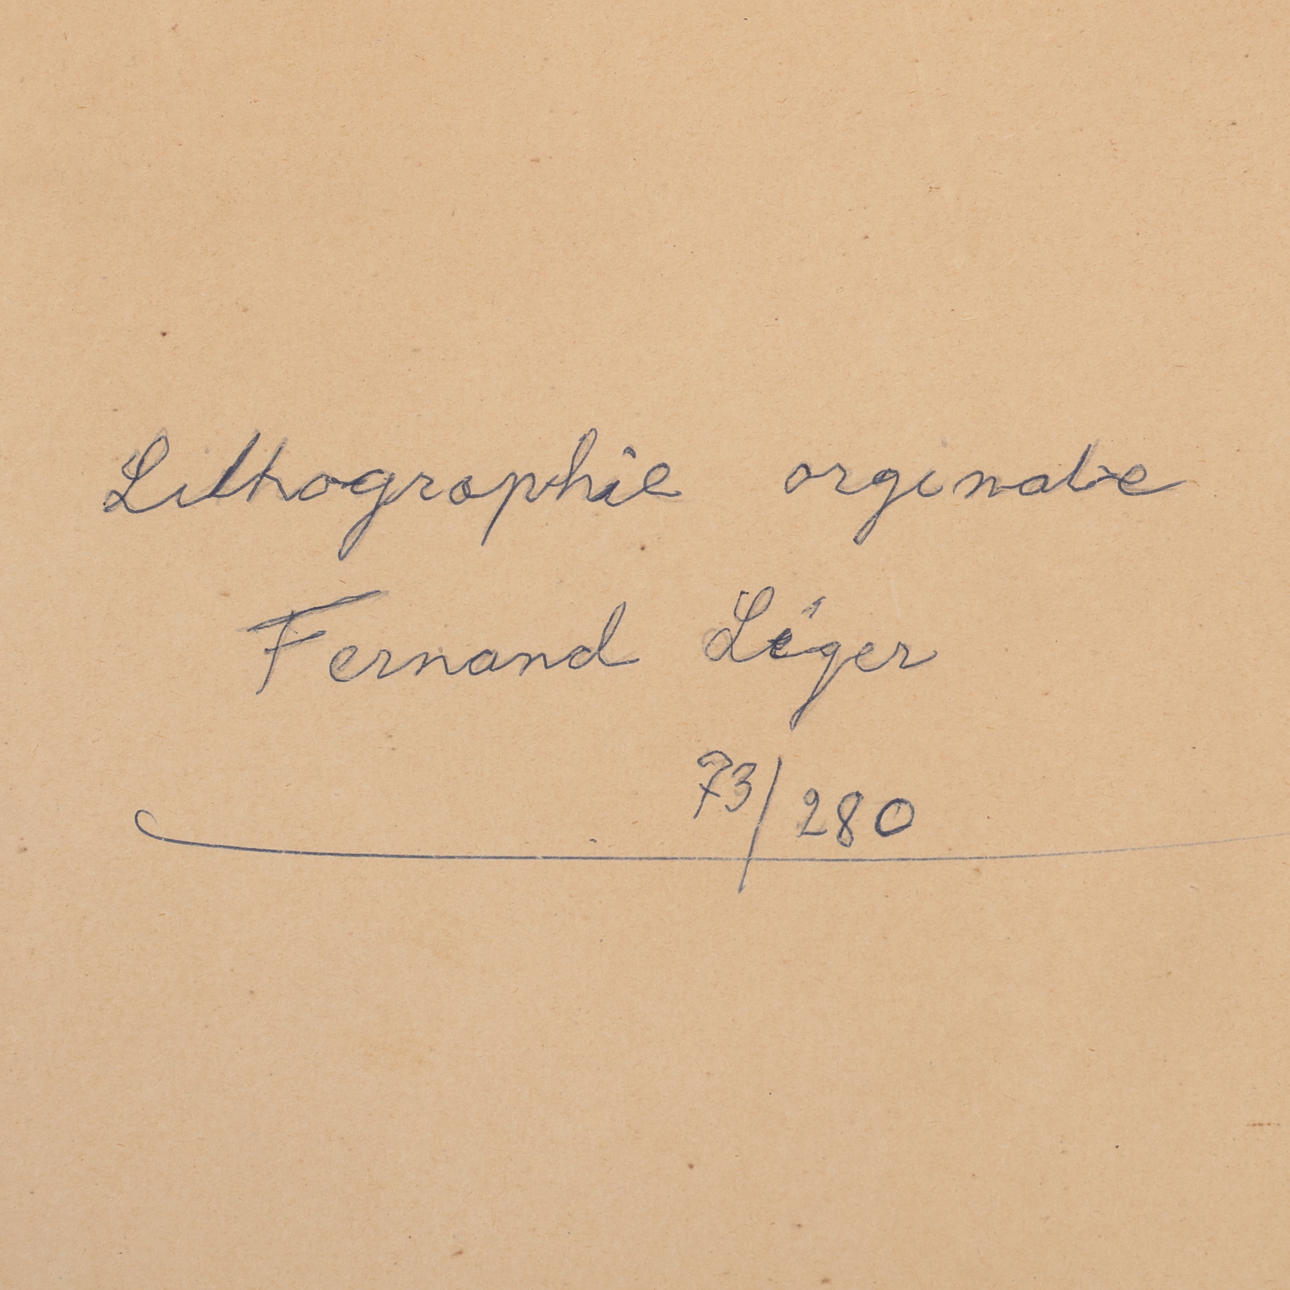 Lithographie orginale
Fernand Léger
73/280